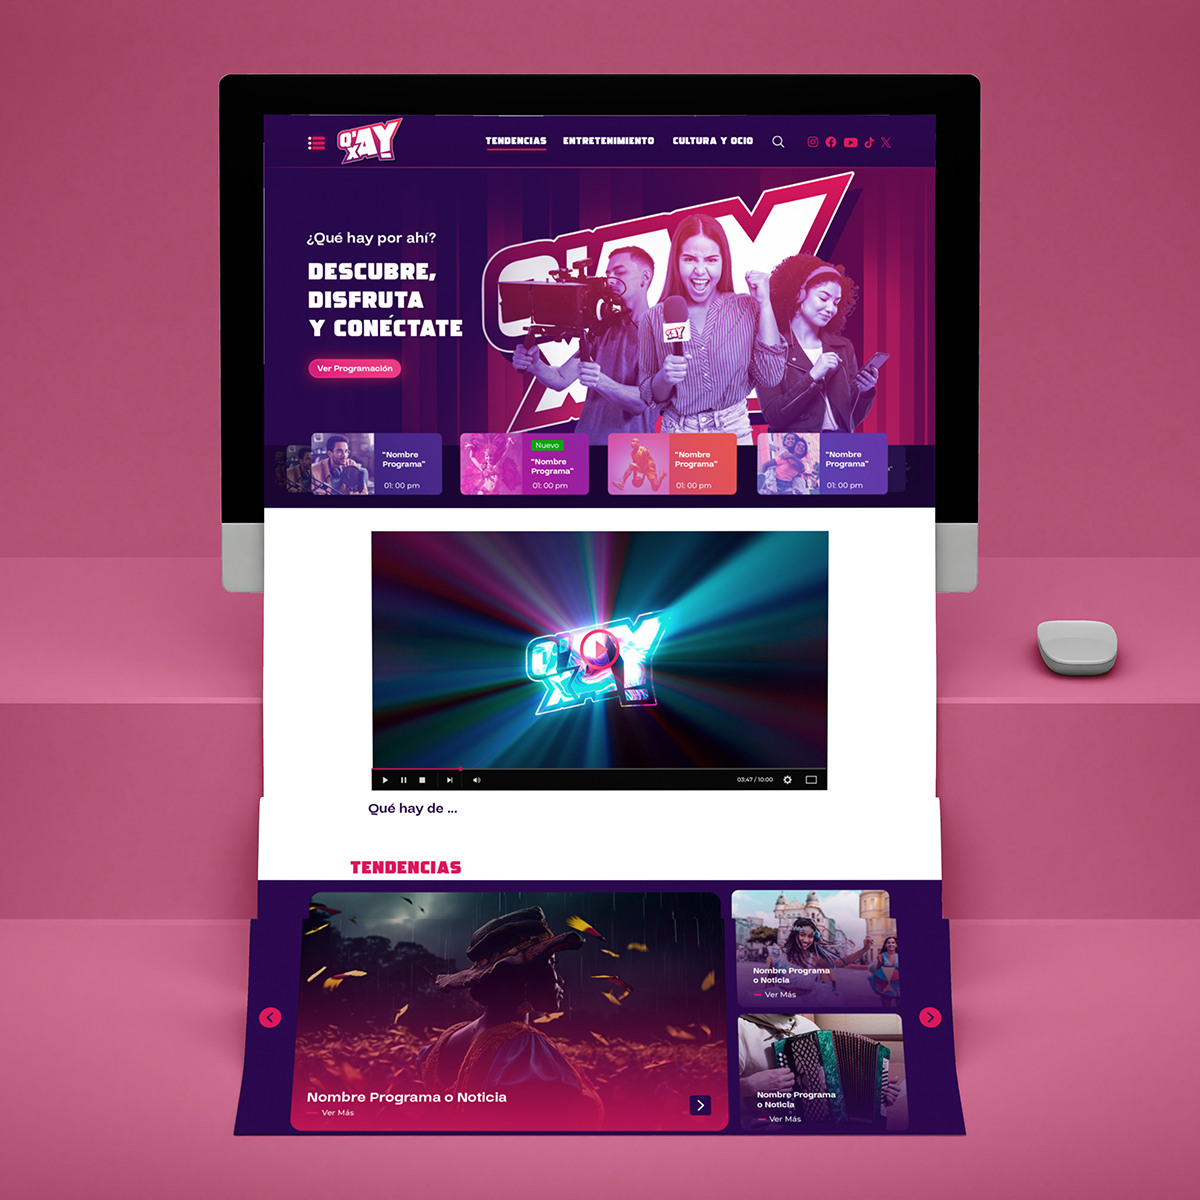 Q'XAY!
TENDENCIAS
ENTRETENIMIENTO
CULTURA Y OCIO
¿Qué hay por ahí?
DESCUBRE,
DISFRUTA
Y CONÉCTATE
Ver Programación
"Nombre
Programa"
01: 00 pm
Nuevo
"Nombre
Programa"
01: 00 pm
"Nombre
Programa"
01: 00 pm
"Nombre
Programa"
01: 00 pm
03:47 / 10:00
Qué hay de ...
TENDENCIAS
Nombre Programa o Noticia
Ver Más
Nombre Programa
o Noticia
Ver Más
Nombre Programa
o Noticia
Ver Más